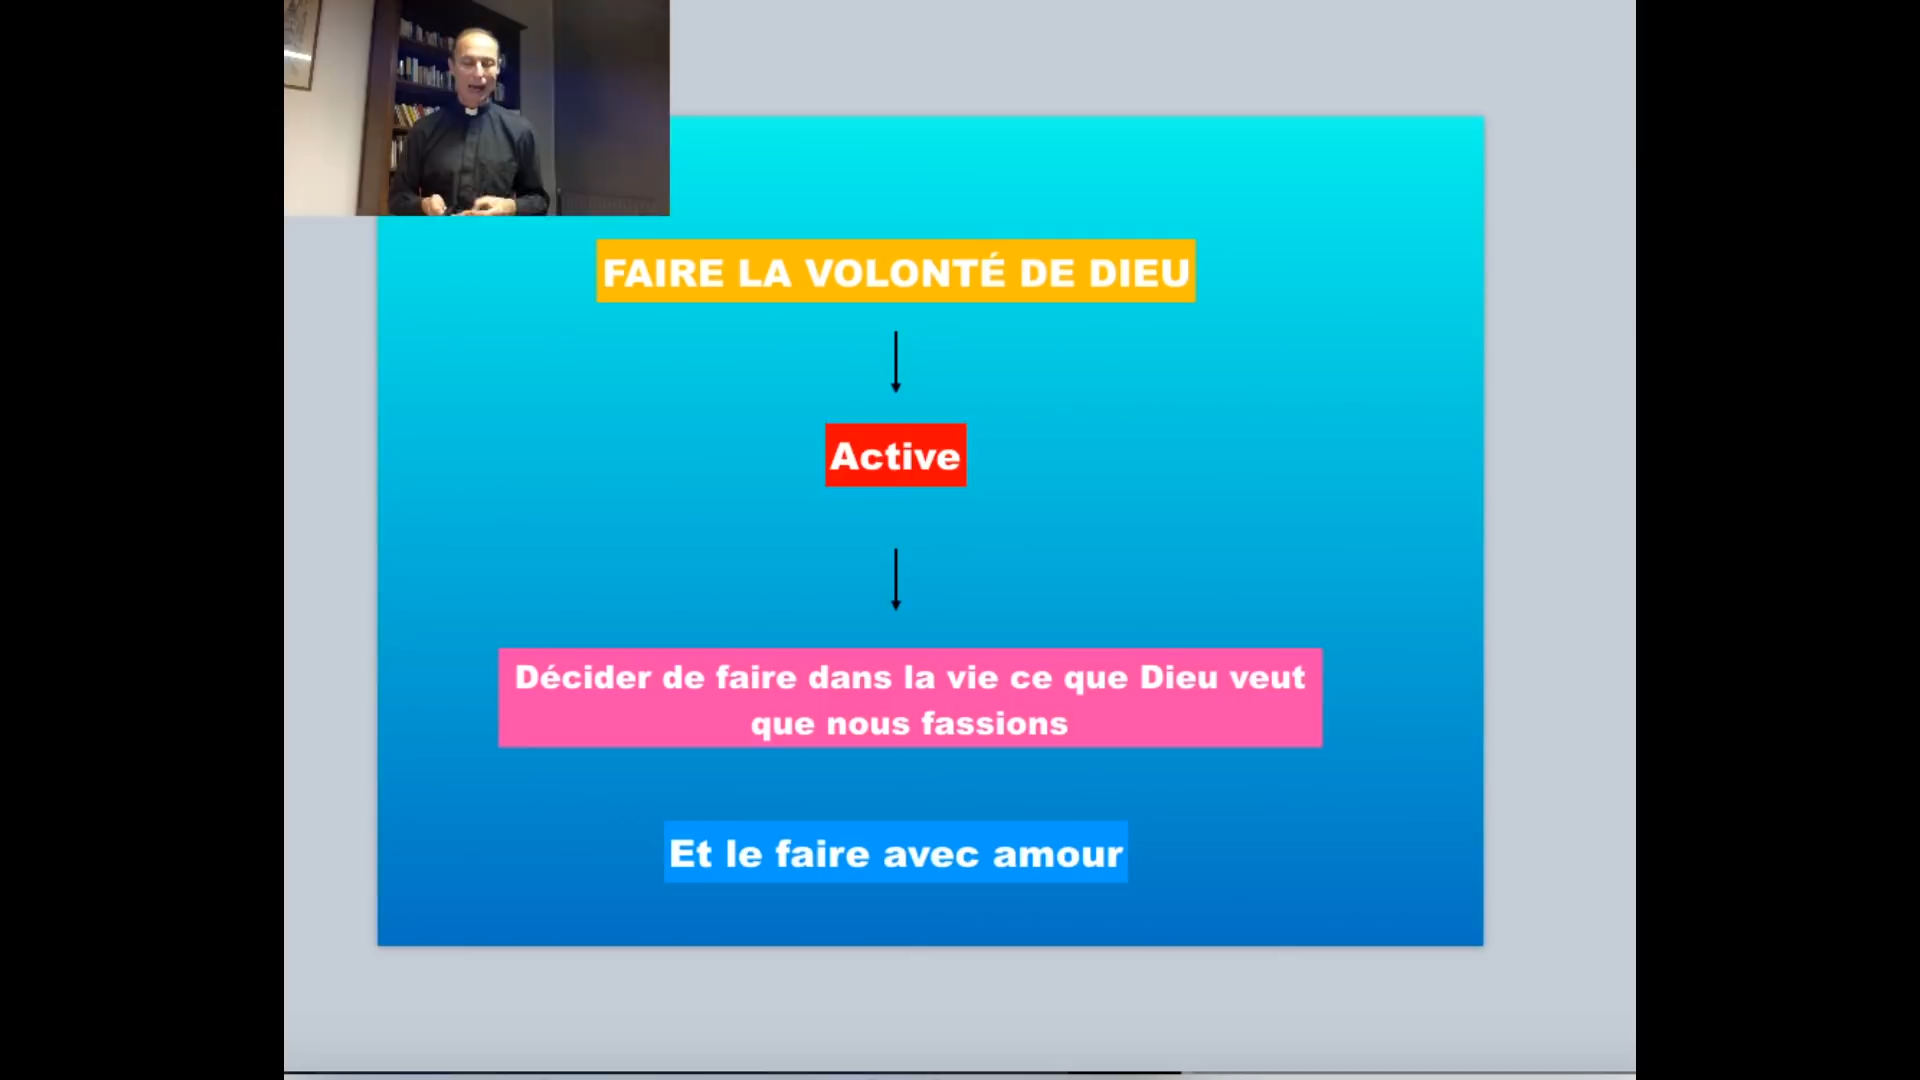 FAIRE LA VOLONTÉ DE DIEU
Active
Décider de faire dans la vie ce que Dieu veut
que nous fassions
Et le faire avec amour